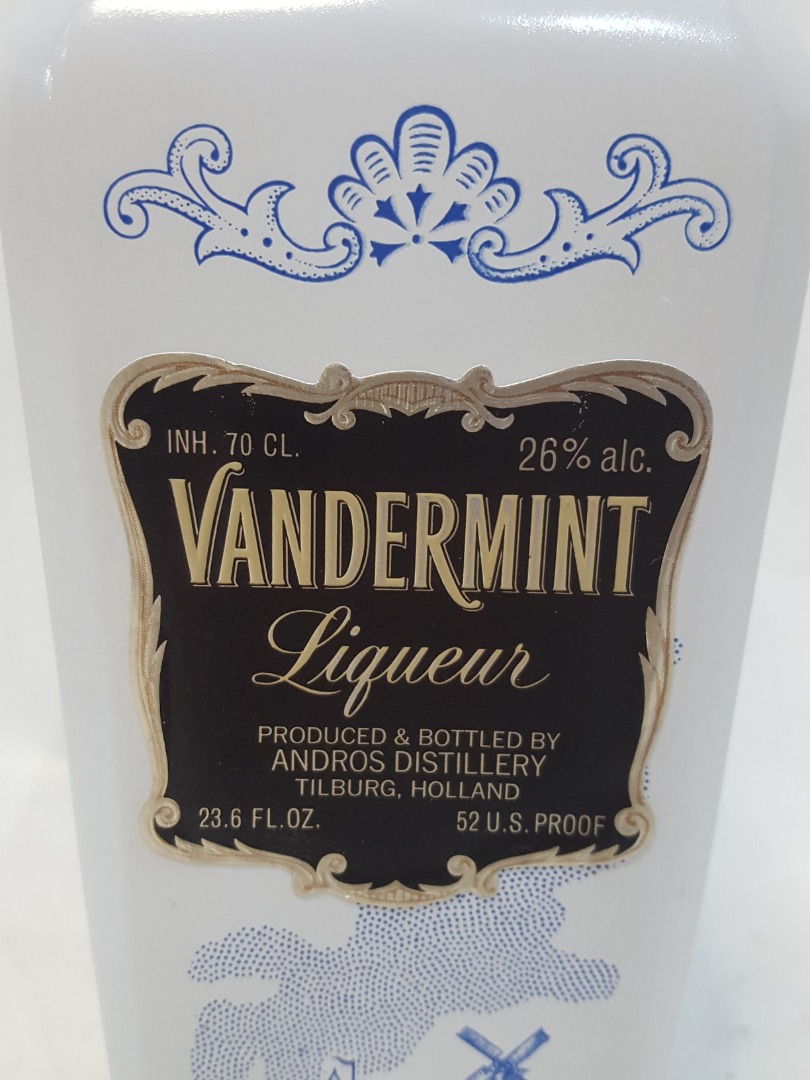 INH. 70 CL.
26% alc.
VANDERMINT
Liqueur
PRODUCED & BOTTLED BY
ANDROS DISTILLERY
TILBURG, HOLLAND
23.6 FL.OZ.
52 U.S. PROOF